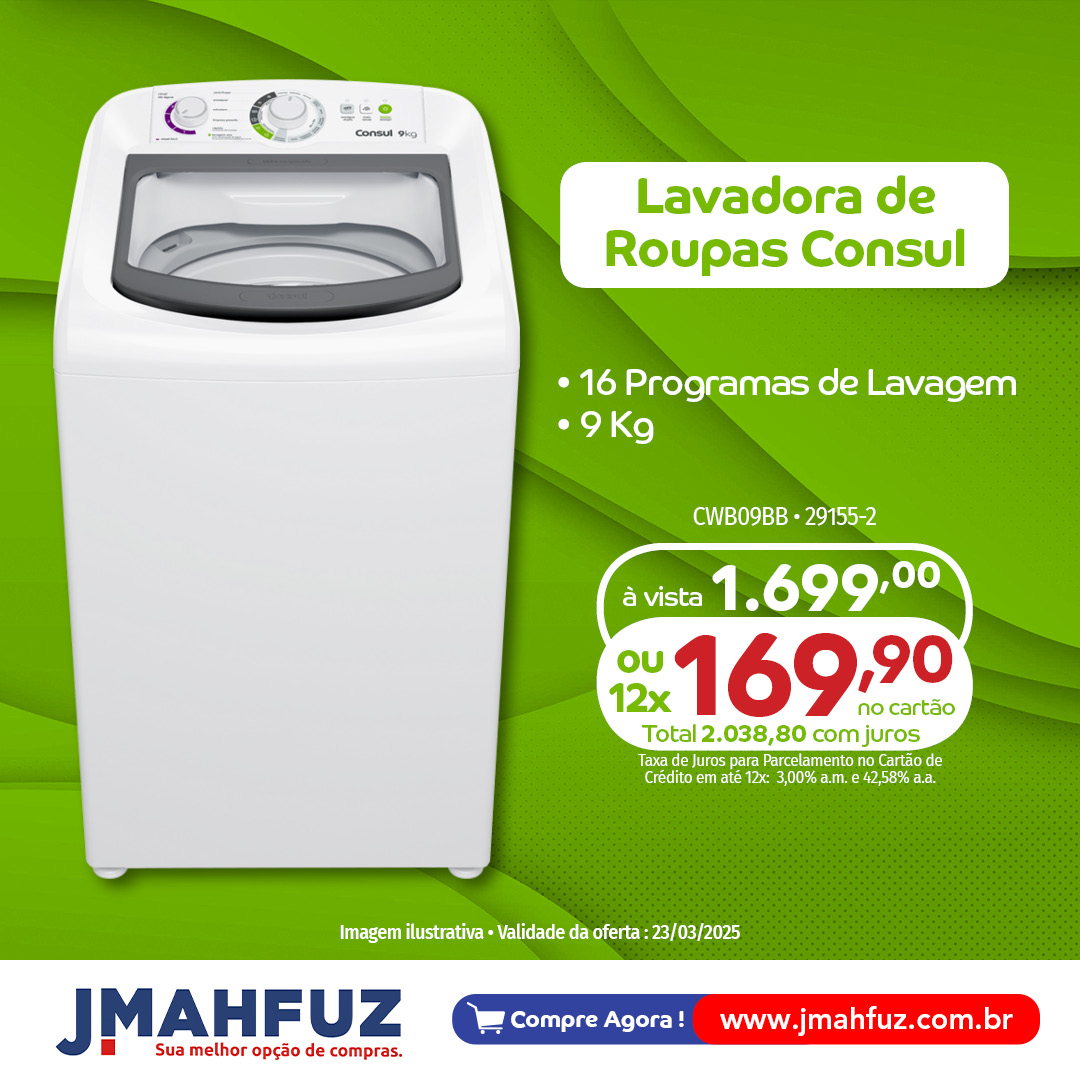 Consul 9kg
Lavadora de
Roupas Consul
• 16 Programas de Lavagem
• 9 Kg
CWB09BB • 29155-2
à vista 1.699,00
ou
12x 169,90
no cartão
Total 2.038,80 com juros
Taxa de Juros para Parcelamento no Cartão de
Crédito em até 12x: 3,00% a.m. e 42,58% a.a.
Imagem ilustrativa • Validade da oferta : 23/03/2025
JMAHFUZ
Sua melhor opção de compras.
Compre Agora !
www.jmahfuz.com.br